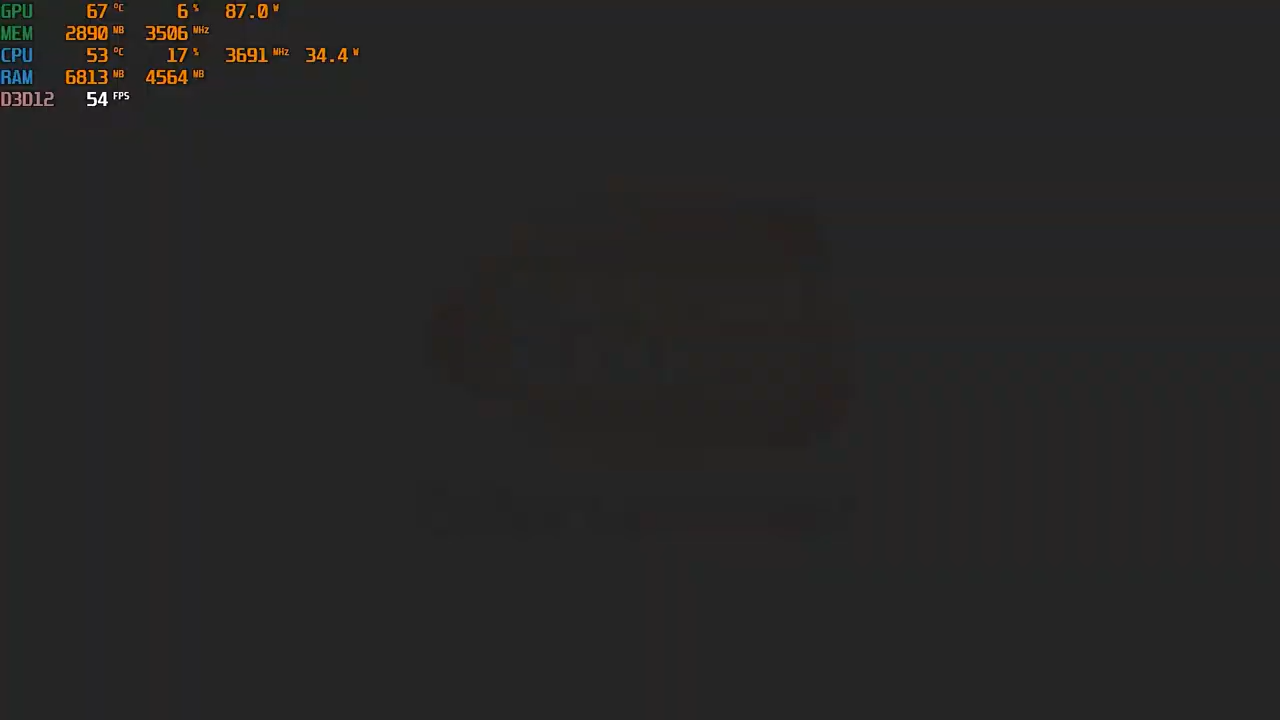 GPU 67 °C 6 % 87.0 W
MEM 2890 MB 3506 MHz
CPU 53 °C 17 % 3691 MHz 34.4 W
RAM 6813 MB 4564 MB
D3D12 54 FPS